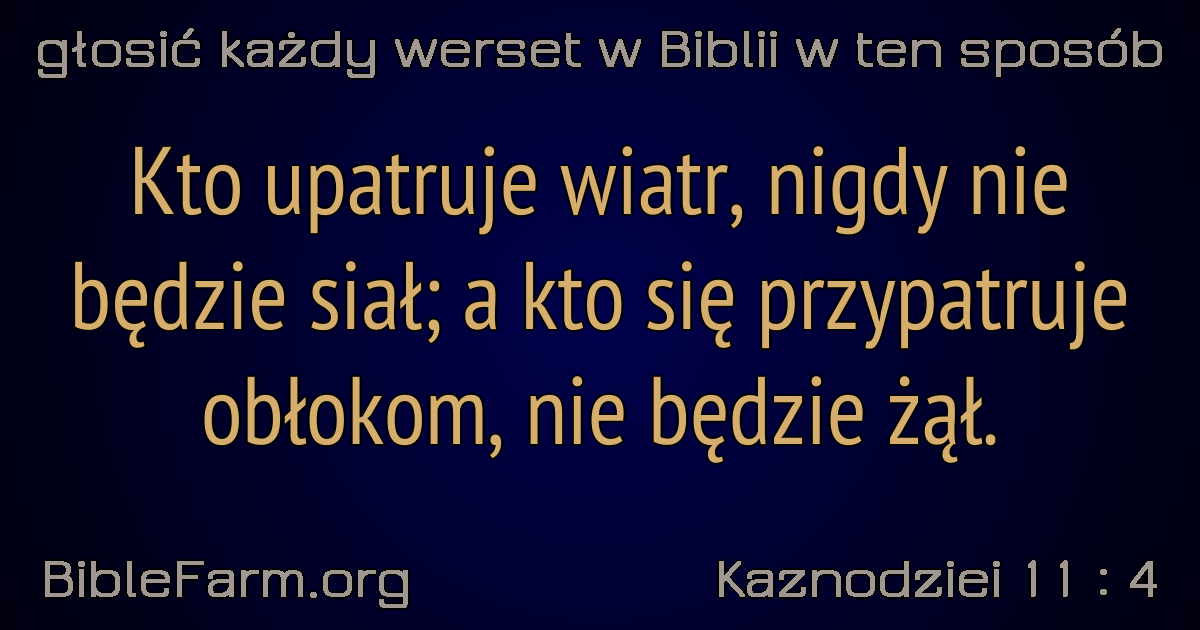 głosić każdy werset w Biblii w ten sposób
Kto upatruje wiatr, nigdy nie
będzie siał; a kto się przypatruje
obłokom, nie będzie żął.
BibleFarm.org
Kaznodziei 11 : 4